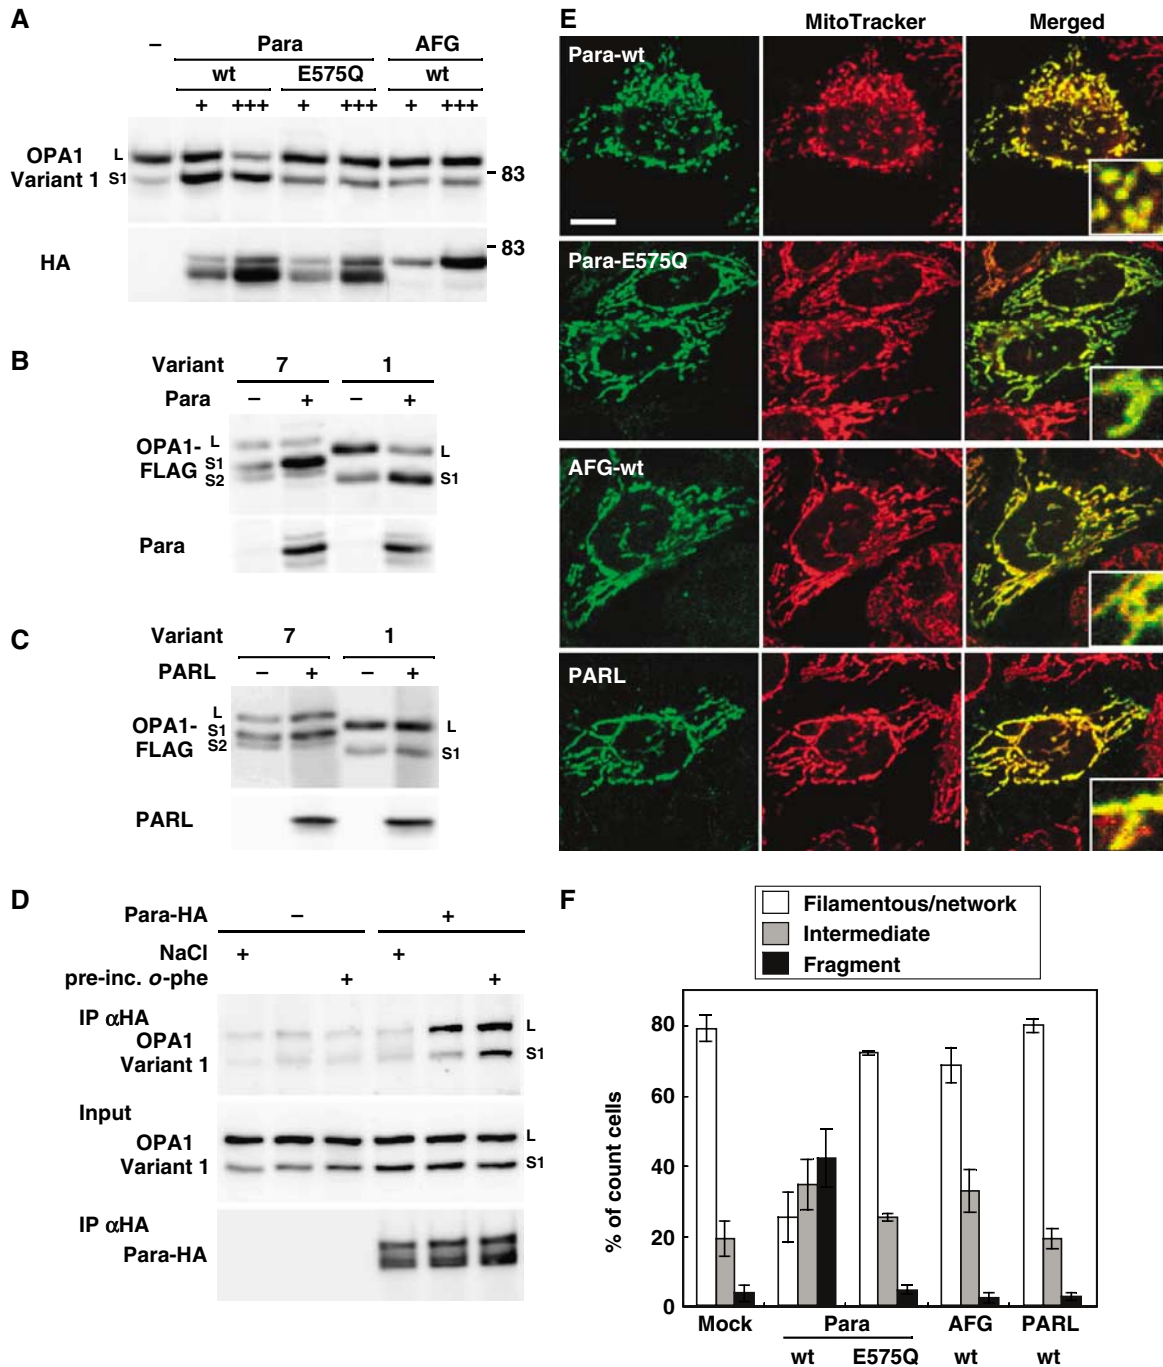 A
– Para AFG
wt E575Q wt
+ +++ + +++ + +++
OPA1 L
Variant 1 S1
83
HA
83
B
Variant 7 1
Para – + – +
OPA1- L
FLAG S1
S2
L
S1
Para
C
Variant 7 1
PARL – + – +
OPA1- L
FLAG S1
S2
L
S1
PARL
D
Para-HA – +
NaCl + +
pre-inc. o-phe + +
IP αHA
OPA1 L
Variant 1 S1
Input
OPA1 L
Variant 1 S1
IP αHA
Para-HA
E
MitoTracker Merged
Para-wt
Para-E575Q
AFG-wt
PARL
F
Filamentous/network
Intermediate
Fragment
% of count cells
80
60
40
20
0
Mock Para AFG PARL
wt E575Q wt wt